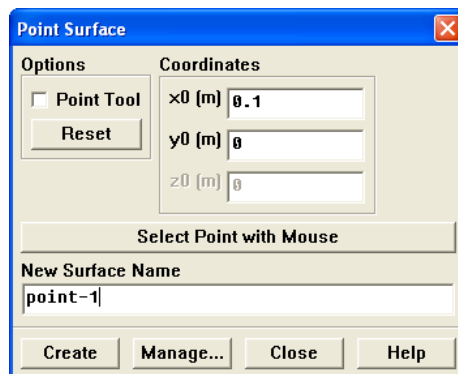 Point Surface
Options
Coordinates
Point Tool
Reset
x0 (m) 0.1
y0 (m) 0
z0 (m) 0
Select Point with Mouse
New Surface Name
point-1
Create Manage... Close Help